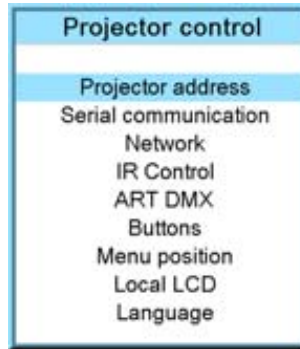 Projector control
Projector address
Serial communication
Network
IR Control
ART DMX
Buttons
Menu position
Local LCD
Language